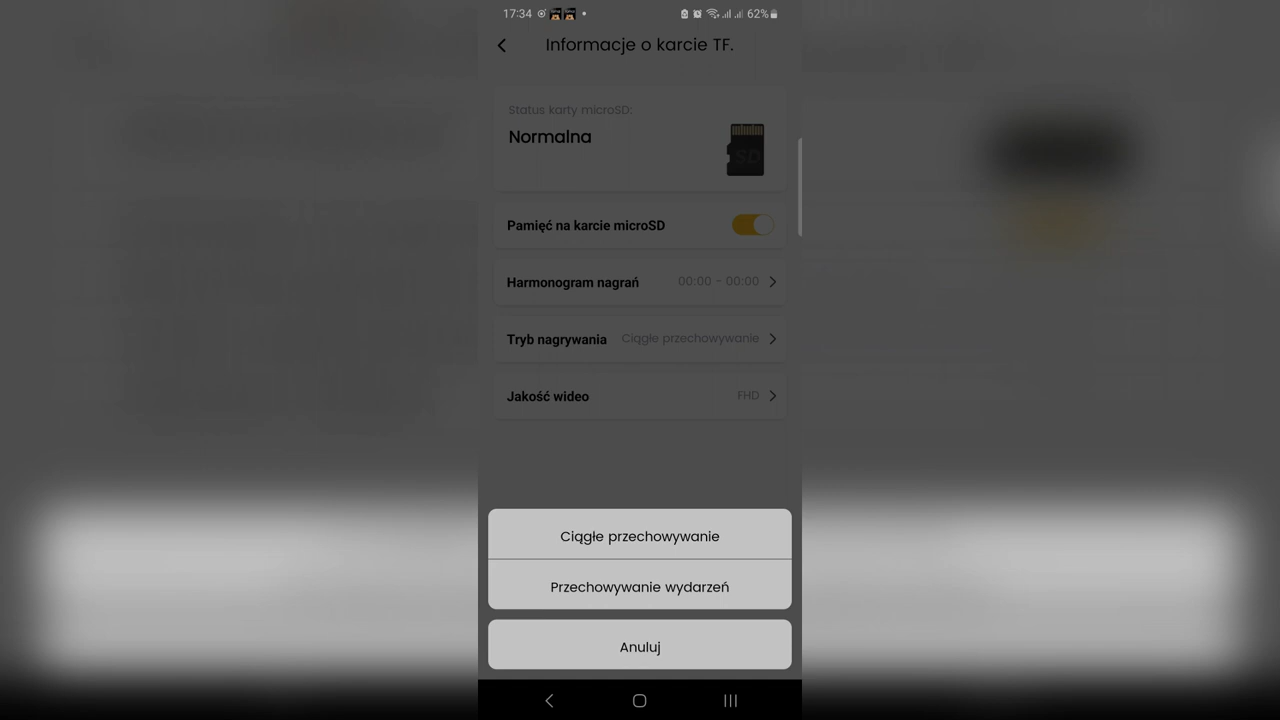 17:34
62%
Informacje o karcie TF.
Status karty microSD:
Normalna
SD
Pamięć na karcie microSD
Harmonogram nagrań 00:00 - 00:00
Tryb nagrywania Ciągłe przechowywanie
Jakość wideo FHD
Ciągłe przechowywanie
Przechowywanie wydarzeń
Anuluj